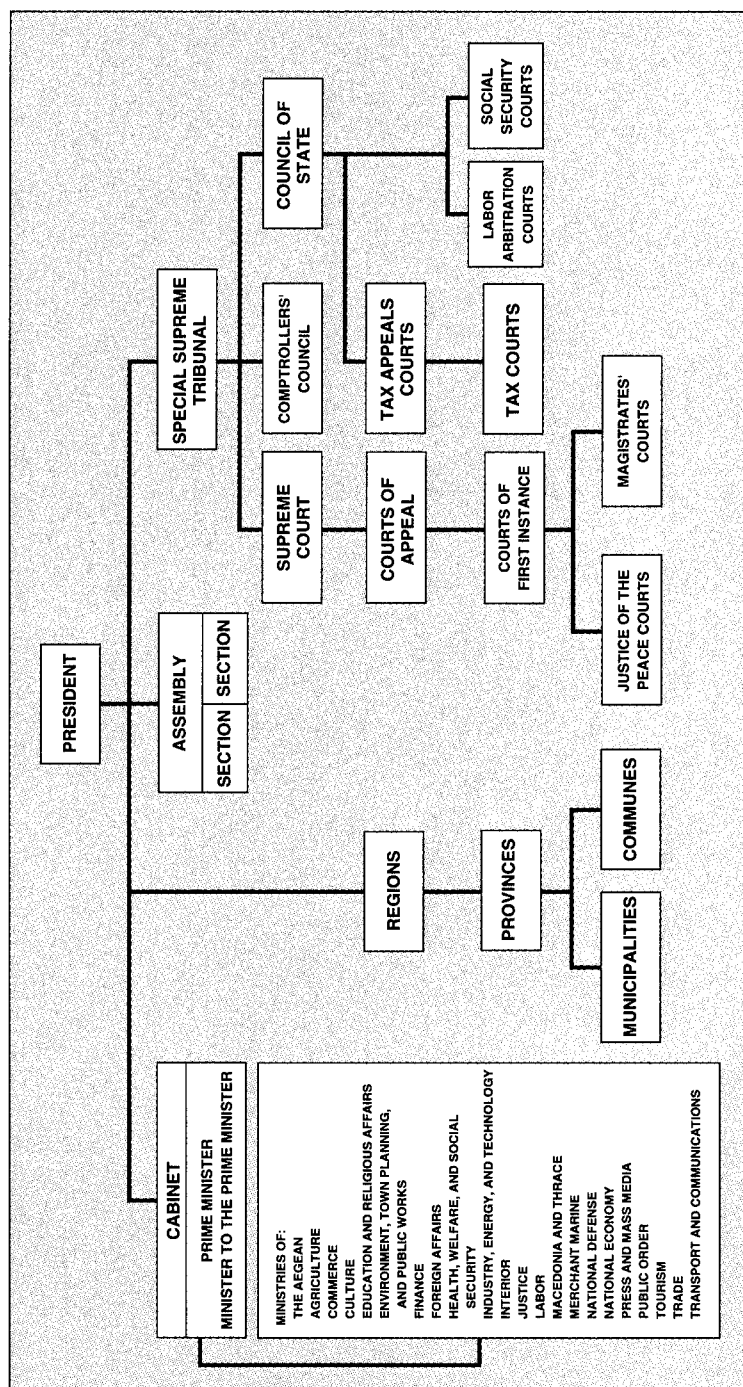 PRESIDENT
CABINET
PRIME MINISTER
MINISTER TO THE PRIME MINISTER
MINISTRIES OF:
THE AEGEAN
AGRICULTURE
COMMERCE
CULTURE
EDUCATION AND RELIGIOUS AFFAIRS
ENVIRONMENT, TOWN PLANNING,
AND PUBLIC WORKS
FINANCE
FOREIGN AFFAIRS
HEALTH, WELFARE, AND SOCIAL
SECURITY
INDUSTRY, ENERGY, AND TECHNOLOGY
INTERIOR
JUSTICE
LABOR
MACEDONIA AND THRACE
MERCHANT MARINE
NATIONAL DEFENSE
NATIONAL ECONOMY
PRESS AND MASS MEDIA
PUBLIC ORDER
TOURISM
TRADE
TRANSPORT AND COMMUNICATIONS
REGIONS
PROVINCES
MUNICIPALITIES
COMMUNES
ASSEMBLY
SECTION
SECTION
SPECIAL SUPREME
TRIBUNAL
SUPREME
COURT
COMPTROLLERS'
COUNCIL
COUNCIL OF
STATE
COURTS OF
APPEAL
TAX APPEALS
COURTS
COURTS OF
FIRST INSTANCE
TAX COURTS
LABOR
ARBITRATION
COURTS
SOCIAL
SECURITY
COURTS
JUSTICE OF THE
PEACE COURTS
MAGISTRATES'
COURTS